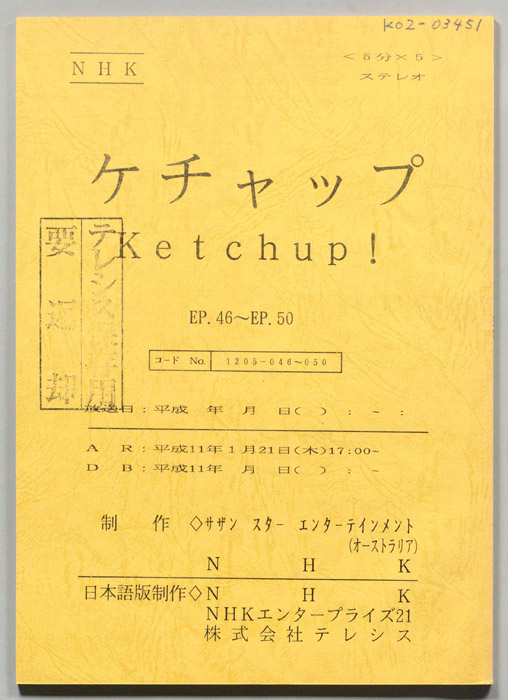 K02-03451
NHK
<5分×5>
ステレオ
ケチャップ
Ketchup!
テレシス保存用
要返却
EP.46～EP.50
コード No. 1205-046～050
放送日:平成 年 月 日( ) : ～ :
A R:平成11年1月21日(木)17:00~
D B:平成11年 月 日( ) : ～
制 作◇サザン スター エンターテインメント
(オーストラリア)
N H K
日本語版制作◇N H K
NHKエンタープライズ21
株式会社テレシス